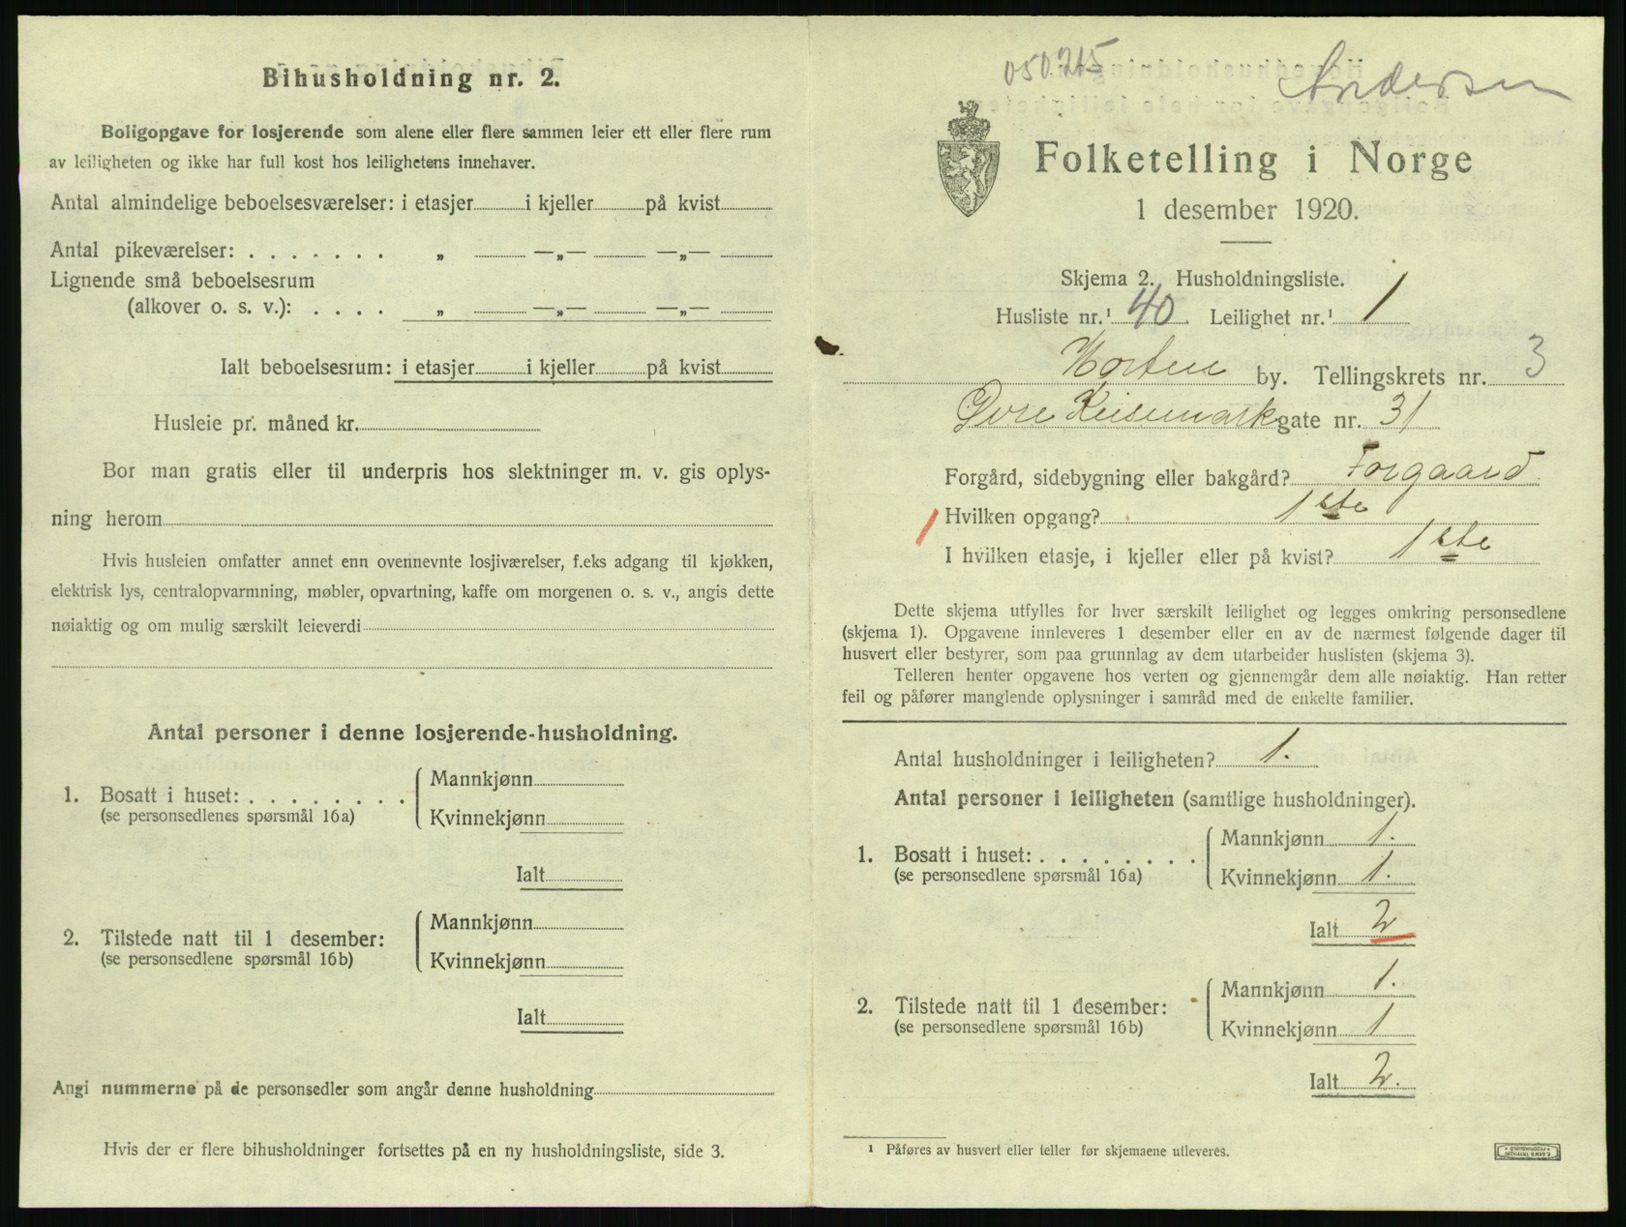 Bihusholdning nr. 2.
Boligopgave for losjerende som alene eller flere sammen leier ett eller flere rum
av leiligheten og ikke har full kost hos leilighetens innehaver.
Antal almindelige beboelsesværelser: i etasjer i kjeller på kvist
Antal pikeværelser: . . . . . . . „ —„— —„—
Lignende små beboelsesrum
(alkover o. s. v.): . . . . „ —„— —„—
Ialt beboelsesrum: i etasjer i kjeller på kvist
Husleie pr. måned kr.
Bor man gratis eller til underpris hos slektninger m. v. gis oplys-
ning herom
Hvis husleien omfatter annet enn ovennevnte losjiværelser, f.eks adgang til kjøkken,
elektrisk lys, centralopvarmning, møbler, opvartning, kaffe om morgenen o. s. v., angis dette
nøiaktig og om mulig særskilt leieverdi
Antal personer i denne losjerende-husholdning.
1. Bosatt i huset: . . . . . . . . Mannkjønn
(se personsedlenes spørsmål 16a) Kvinnekjønn
Ialt
2. Tilstede natt til 1 desember: Mannkjønn
(se personsedlene spørsmål 16b) Kvinnekjønn
Ialt
Angi nummerne på de personsedler som angår denne husholdning
Hvis der er flere bihusholdninger fortsettes på en ny husholdningsliste, side 3.
050.215 Andersen
Folketelling i Norge
1 desember 1920.
Skjema 2. Husholdningsliste.
Husliste nr.¹ 40 Leilighet nr.¹ 1
Horten by. Tellingskrets nr. 3
Øvre Keisemark gate nr. 31
Forgård, sidebygning eller bakgård? Forgaard
1 Hvilken opgang? 1ste
I hvilken etasje, i kjeller eller på kvist? 1ste
Dette skjema utfylles for hver særskilt leilighet og legges omkring personsedlene
(skjema 1). Opgavene innleveres 1 desember eller en av de nærmest følgende dager til
husvert eller bestyrer, som paa grunnlag av dem utarbeider huslisten (skjema 3).
Telleren henter opgavene hos verten og gjennemgår dem alle nøiaktig. Han retter
feil og påfører manglende oplysninger i samråd med de enkelte familier.
Antal husholdninger i leiligheten? 1.
Antal personer i leiligheten (samtlige husholdninger).
1. Bosatt i huset: . . . . . . . . Mannkjønn 1.
(se personsedlene spørsmål 16a) Kvinnekjønn 1.
Ialt 2
2. Tilstede natt til 1 desember: Mannkjønn 1.
(se personsedlene spørsmål 16b) Kvinnekjønn 1
Ialt 2.
¹ Påføres av husvert eller teller før skjemaene utleveres.